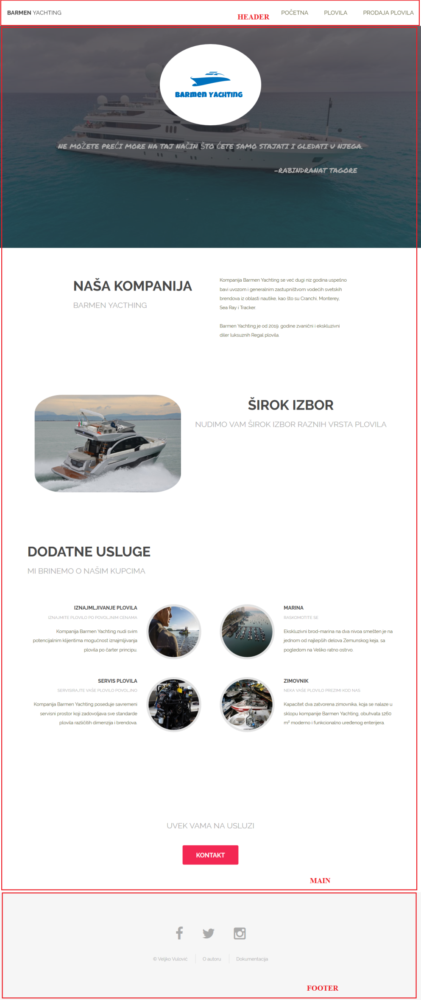 BARMEN YACHTING
POČETNA PLOVILA PRODAJA PLOVILA
HEADER
BARMEN YACHTING
NE MOŽETE PREĆI MORE NA TAJ NAČIN ŠTO ĆETE SAMO STAJATI I GLEDATI U NJEGA.
-RABINDRANAT TAGORE
NAŠA KOMPANIJA
BARMEN YACTHING
Kompanija Barmen Yachting se već dugi niz godina uspešno
bavi uvozom i generalnim zastupništvom vodećih svetskih
brendova iz oblasti nautike, kao što su Cranchi, Monterey,
Sea Ray i Tracker.
Barmen Yachting je od 2019. godine zvanični i ekskluzivni
diler luksuznih Regal plovila.
ŠIROK IZBOR
NUDIMO VAM ŠIROK IZBOR RAZNIH VRSTA PLOVILA
DODATNE USLUGE
MI BRINEMO O NAŠIM KUPCIMA
IZNAJMLJIVANJE PLOVILA
IZNAJMITE PLOVILO PO POVOLJNIM CENAMA
Kompanija Barmen Yachting nudi svim
potencijalnim klijentima mogućnost iznajmljivanja
plovila po čarter principu.
MARINA
RASKOMOTITE SE
Ekskluzivni brod-marina na dva nivoa smešten je na
jednom od najlepših delova Zemunskog keja, sa
pogledom na Veliko ratno ostrvo.
SERVIS PLOVILA
SERVISIRAJTE VAŠE PLOVILO POVOLJNO
Kompanija Barmen Yachting poseduje savremeni
servisni prostor koji zadovoljava sve standarde
plovila različitih dimenzija i brendova.
ZIMOVNIK
NEKA VAŠE PLOVILO PREZIMI KOD NAS
Kapacitet dva zatvorena zimovnika, koja se nalaze u
sklopu kompanije Barmen Yachting, obuhvata 1260
m² moderno i funkcionalno uređenog enterijera.
UVEK VAMA NA USLUZI
KONTAKT
MAIN
© Veljko Vulović O autoru Dokumentacija
FOOTER